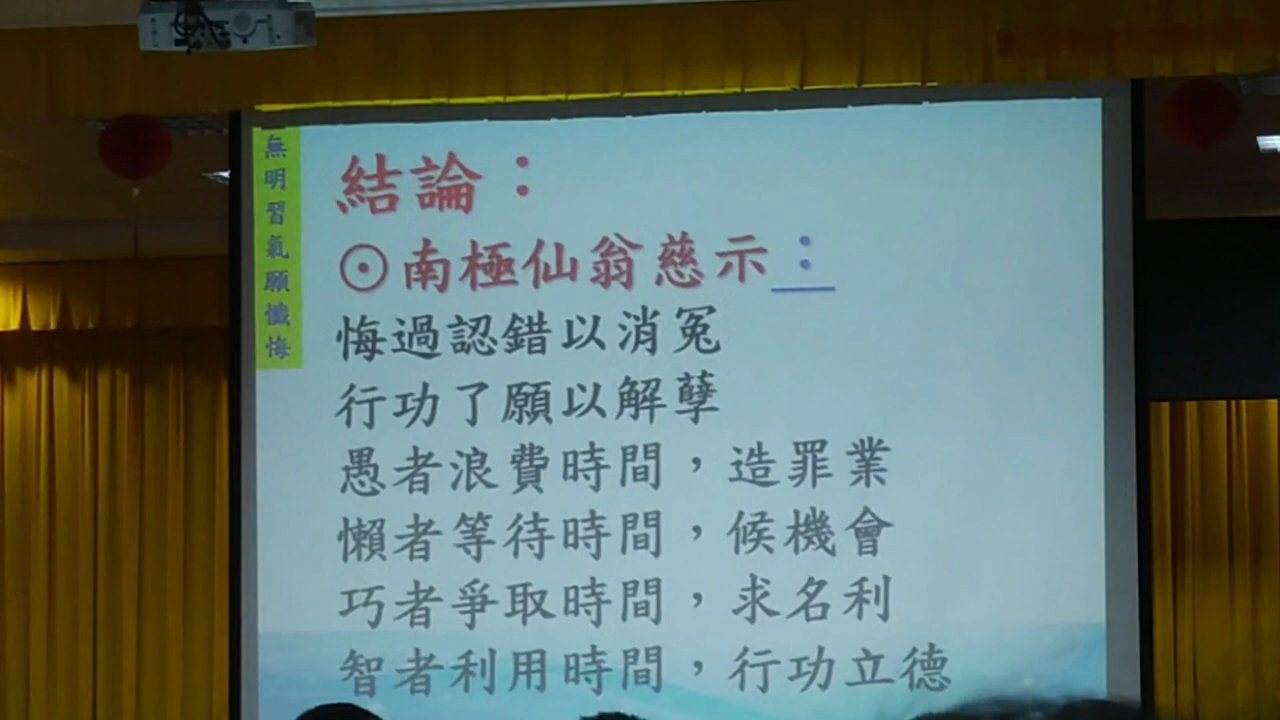 無明習氣願懺悔
結論：
⊙南極仙翁慈示：
悔過認錯以消冤
行功了願以解孽
愚者浪費時間，造罪業
懶者等待時間，候機會
巧者爭取時間，求名利
智者利用時間，行功立德